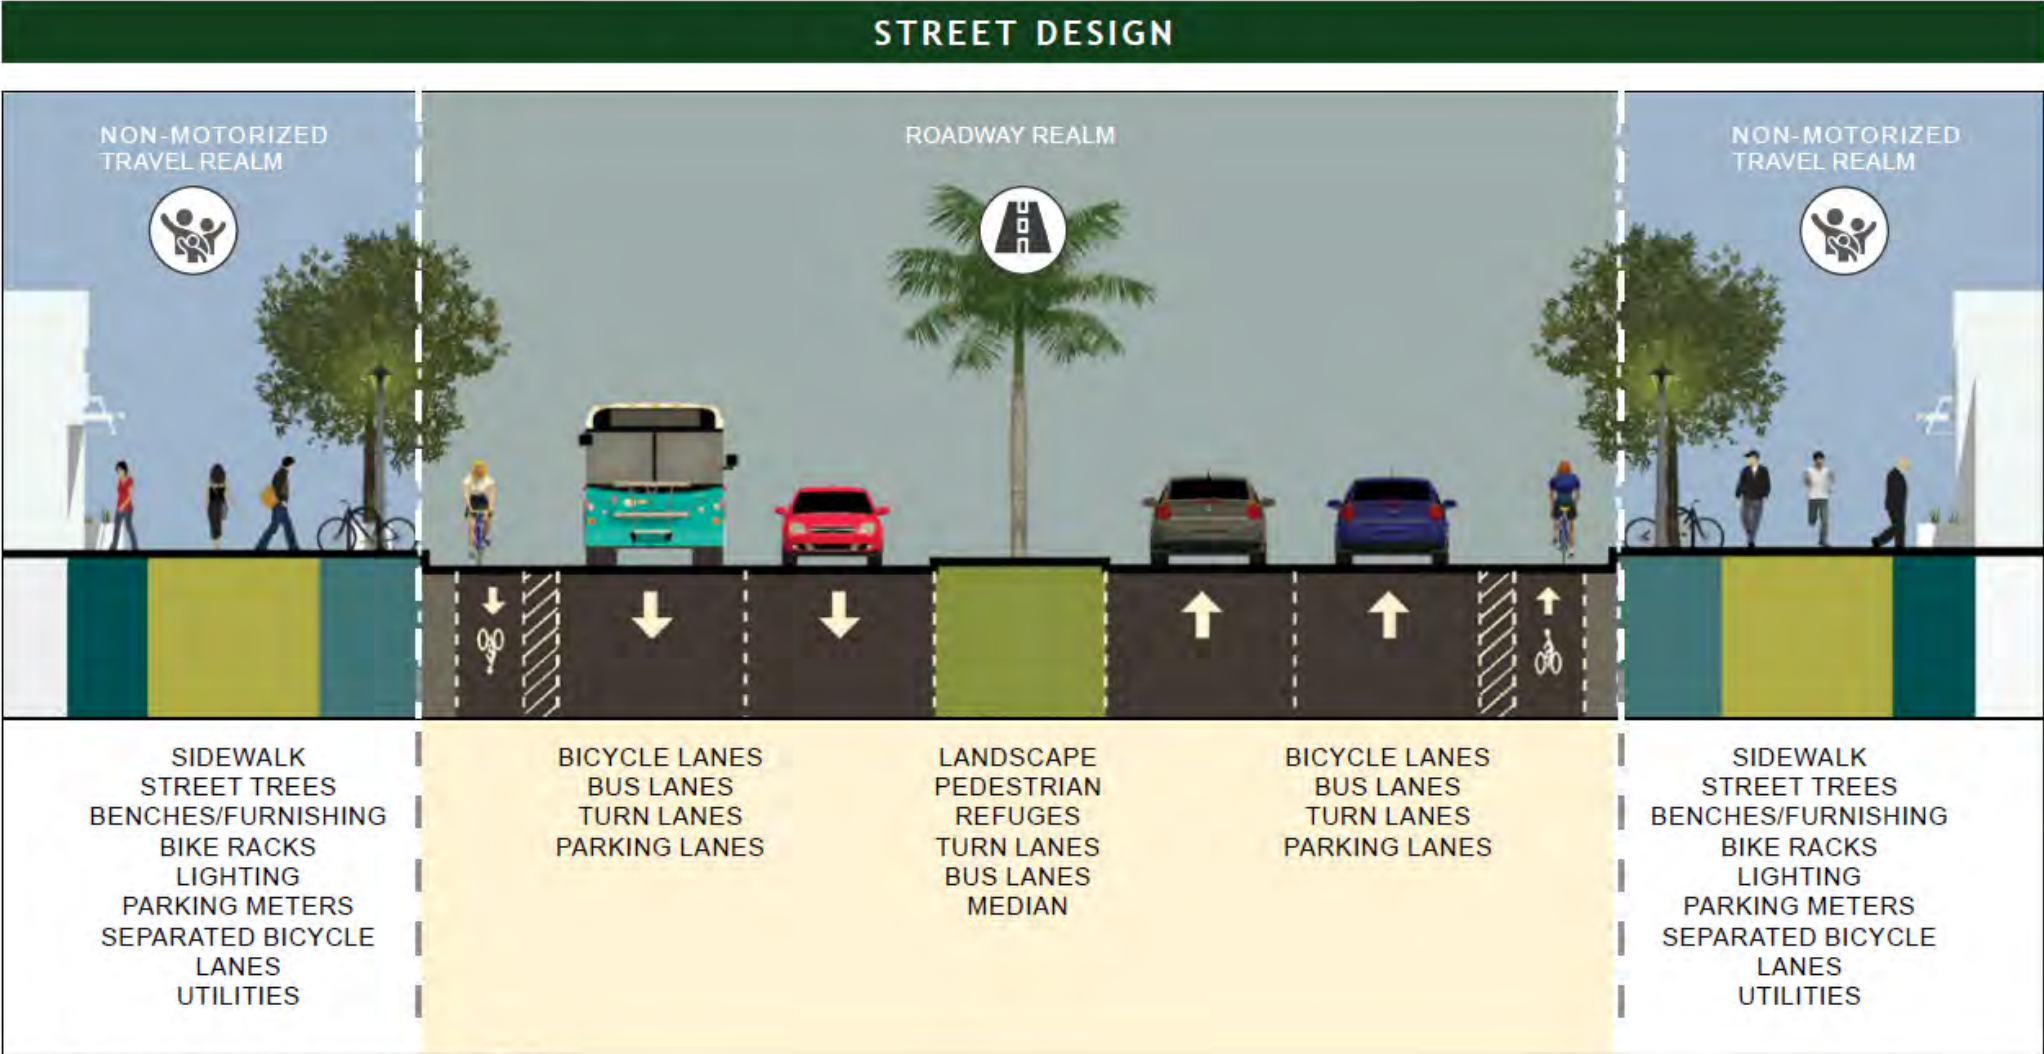 STREET DESIGN
NON-MOTORIZED
TRAVEL REALM
ROADWAY REALM
NON-MOTORIZED
TRAVEL REALM
SIDEWALK
STREET TREES
BENCHES/FURNISHING
BIKE RACKS
LIGHTING
PARKING METERS
SEPARATED BICYCLE
LANES
UTILITIES
BICYCLE LANES
BUS LANES
TURN LANES
PARKING LANES
LANDSCAPE
PEDESTRIAN
REFUGES
TURN LANES
BUS LANES
MEDIAN
BICYCLE LANES
BUS LANES
TURN LANES
PARKING LANES
SIDEWALK
STREET TREES
BENCHES/FURNISHING
BIKE RACKS
LIGHTING
PARKING METERS
SEPARATED BICYCLE
LANES
UTILITIES